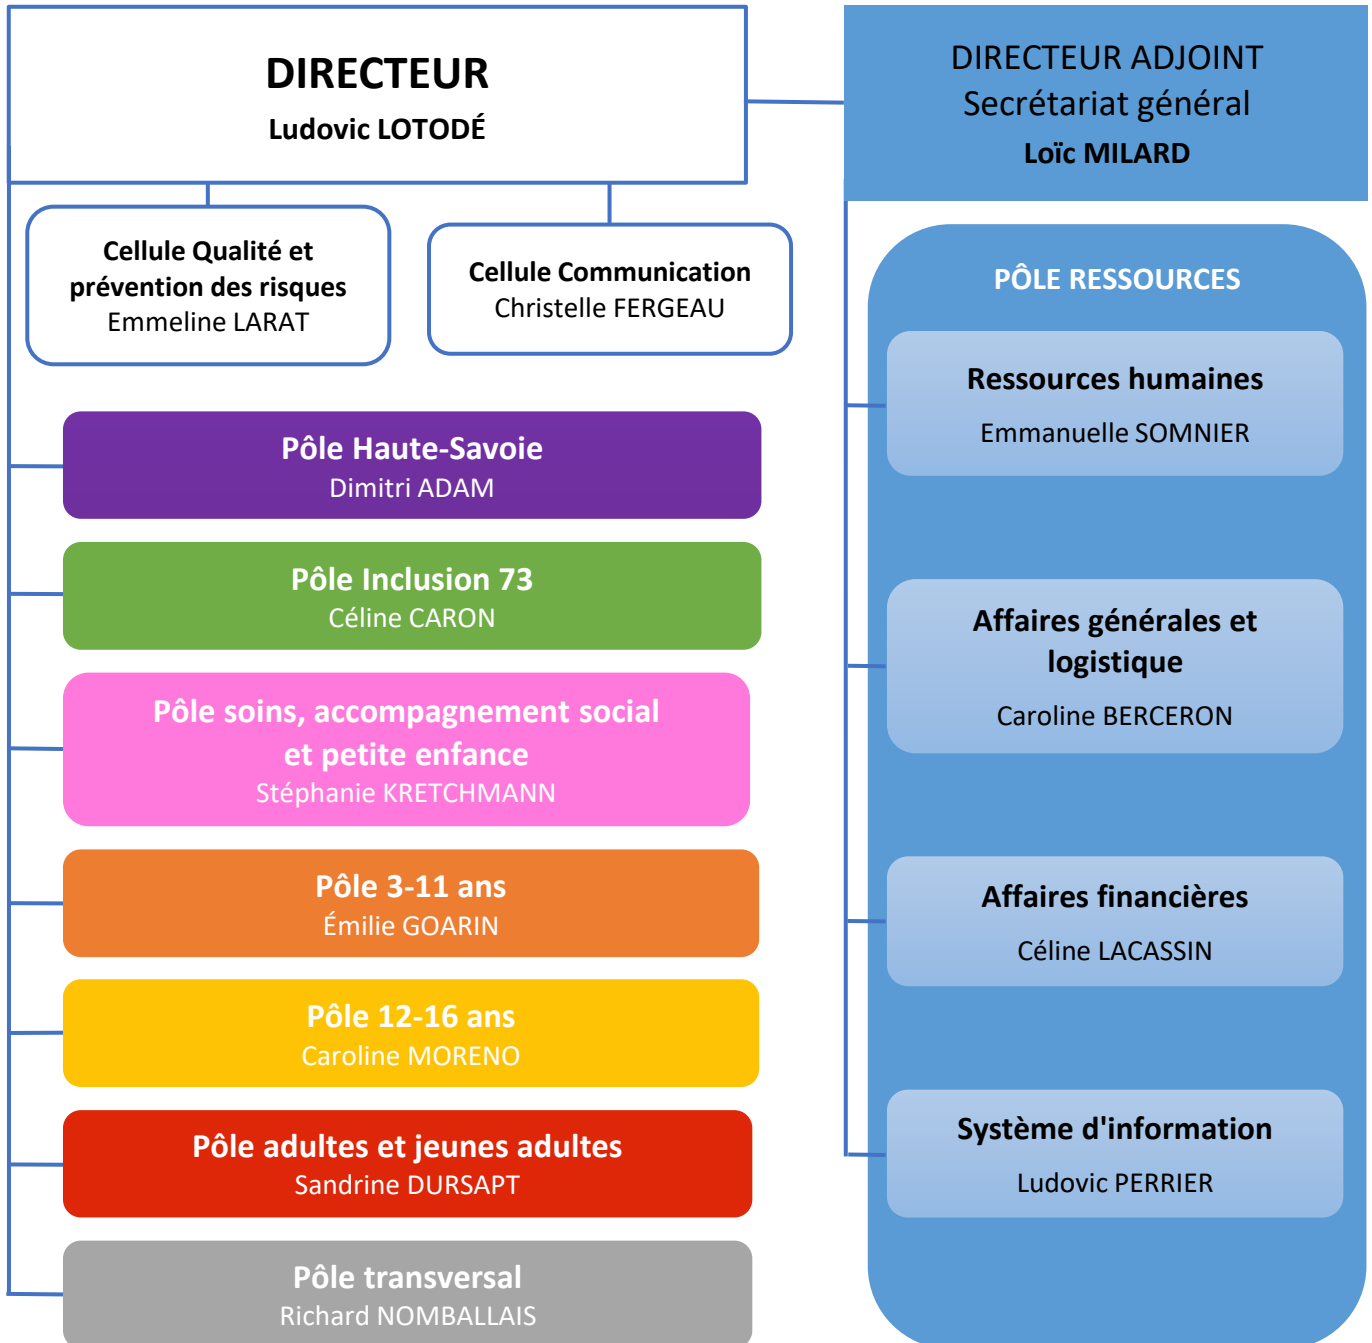 DIRECTEUR
Ludovic LOTODÉ
DIRECTEUR ADJOINT
Secrétariat général
Loïc MILARD
Cellule Qualité et
prévention des risques
Emmeline LARAT
Cellule Communication
Christelle FERGEAU
Pôle Haute-Savoie
Dimitri ADAM
Pôle Inclusion 73
Céline CARON
Pôle soins, accompagnement social
et petite enfance
Stéphanie KRETCHMANN
Pôle 3-11 ans
Émilie GOARIN
Pôle 12-16 ans
Caroline MORENO
Pôle adultes et jeunes adultes
Sandrine DURSAPT
Pôle transversal
Richard NOMBALLAIS
PÔLE RESSOURCES
Ressources humaines
Emmanuelle SOMNIER
Affaires générales et
logistique
Caroline BERCERON
Affaires financières
Céline LACASSIN
Système d'information
Ludovic PERRIER